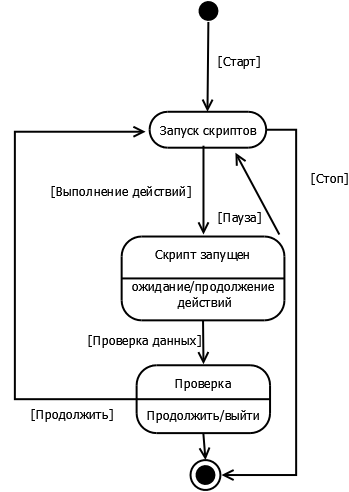 [Старт]
Запуск скриптов
[Стоп]
[Выполнение действий]
[Пауза]
Скрипт запущен
ожидание/продолжение
действий
[Проверка данных]
Проверка
[Продолжить]
Продолжить/выйти